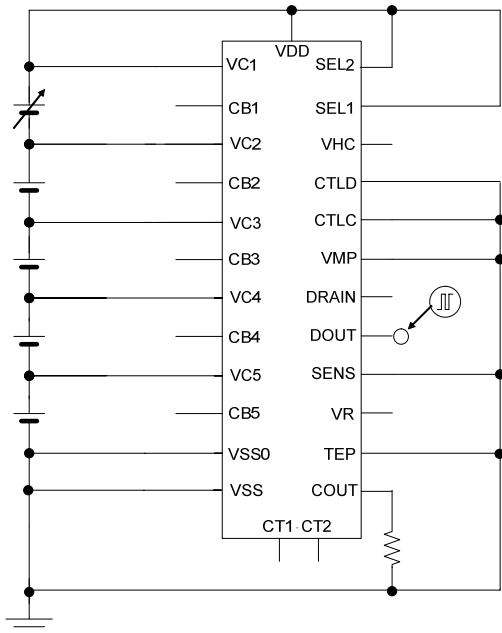 VDD
VC1 SEL2
CB1 SEL1
VC2 VHC
CB2 CTLD
VC3 CTLC
CB3 VMP
VC4 DRAIN
CB4 DOUT
VC5 SENS
CB5 VR
VSS0 TEP
VSS COUT
CT1 CT2